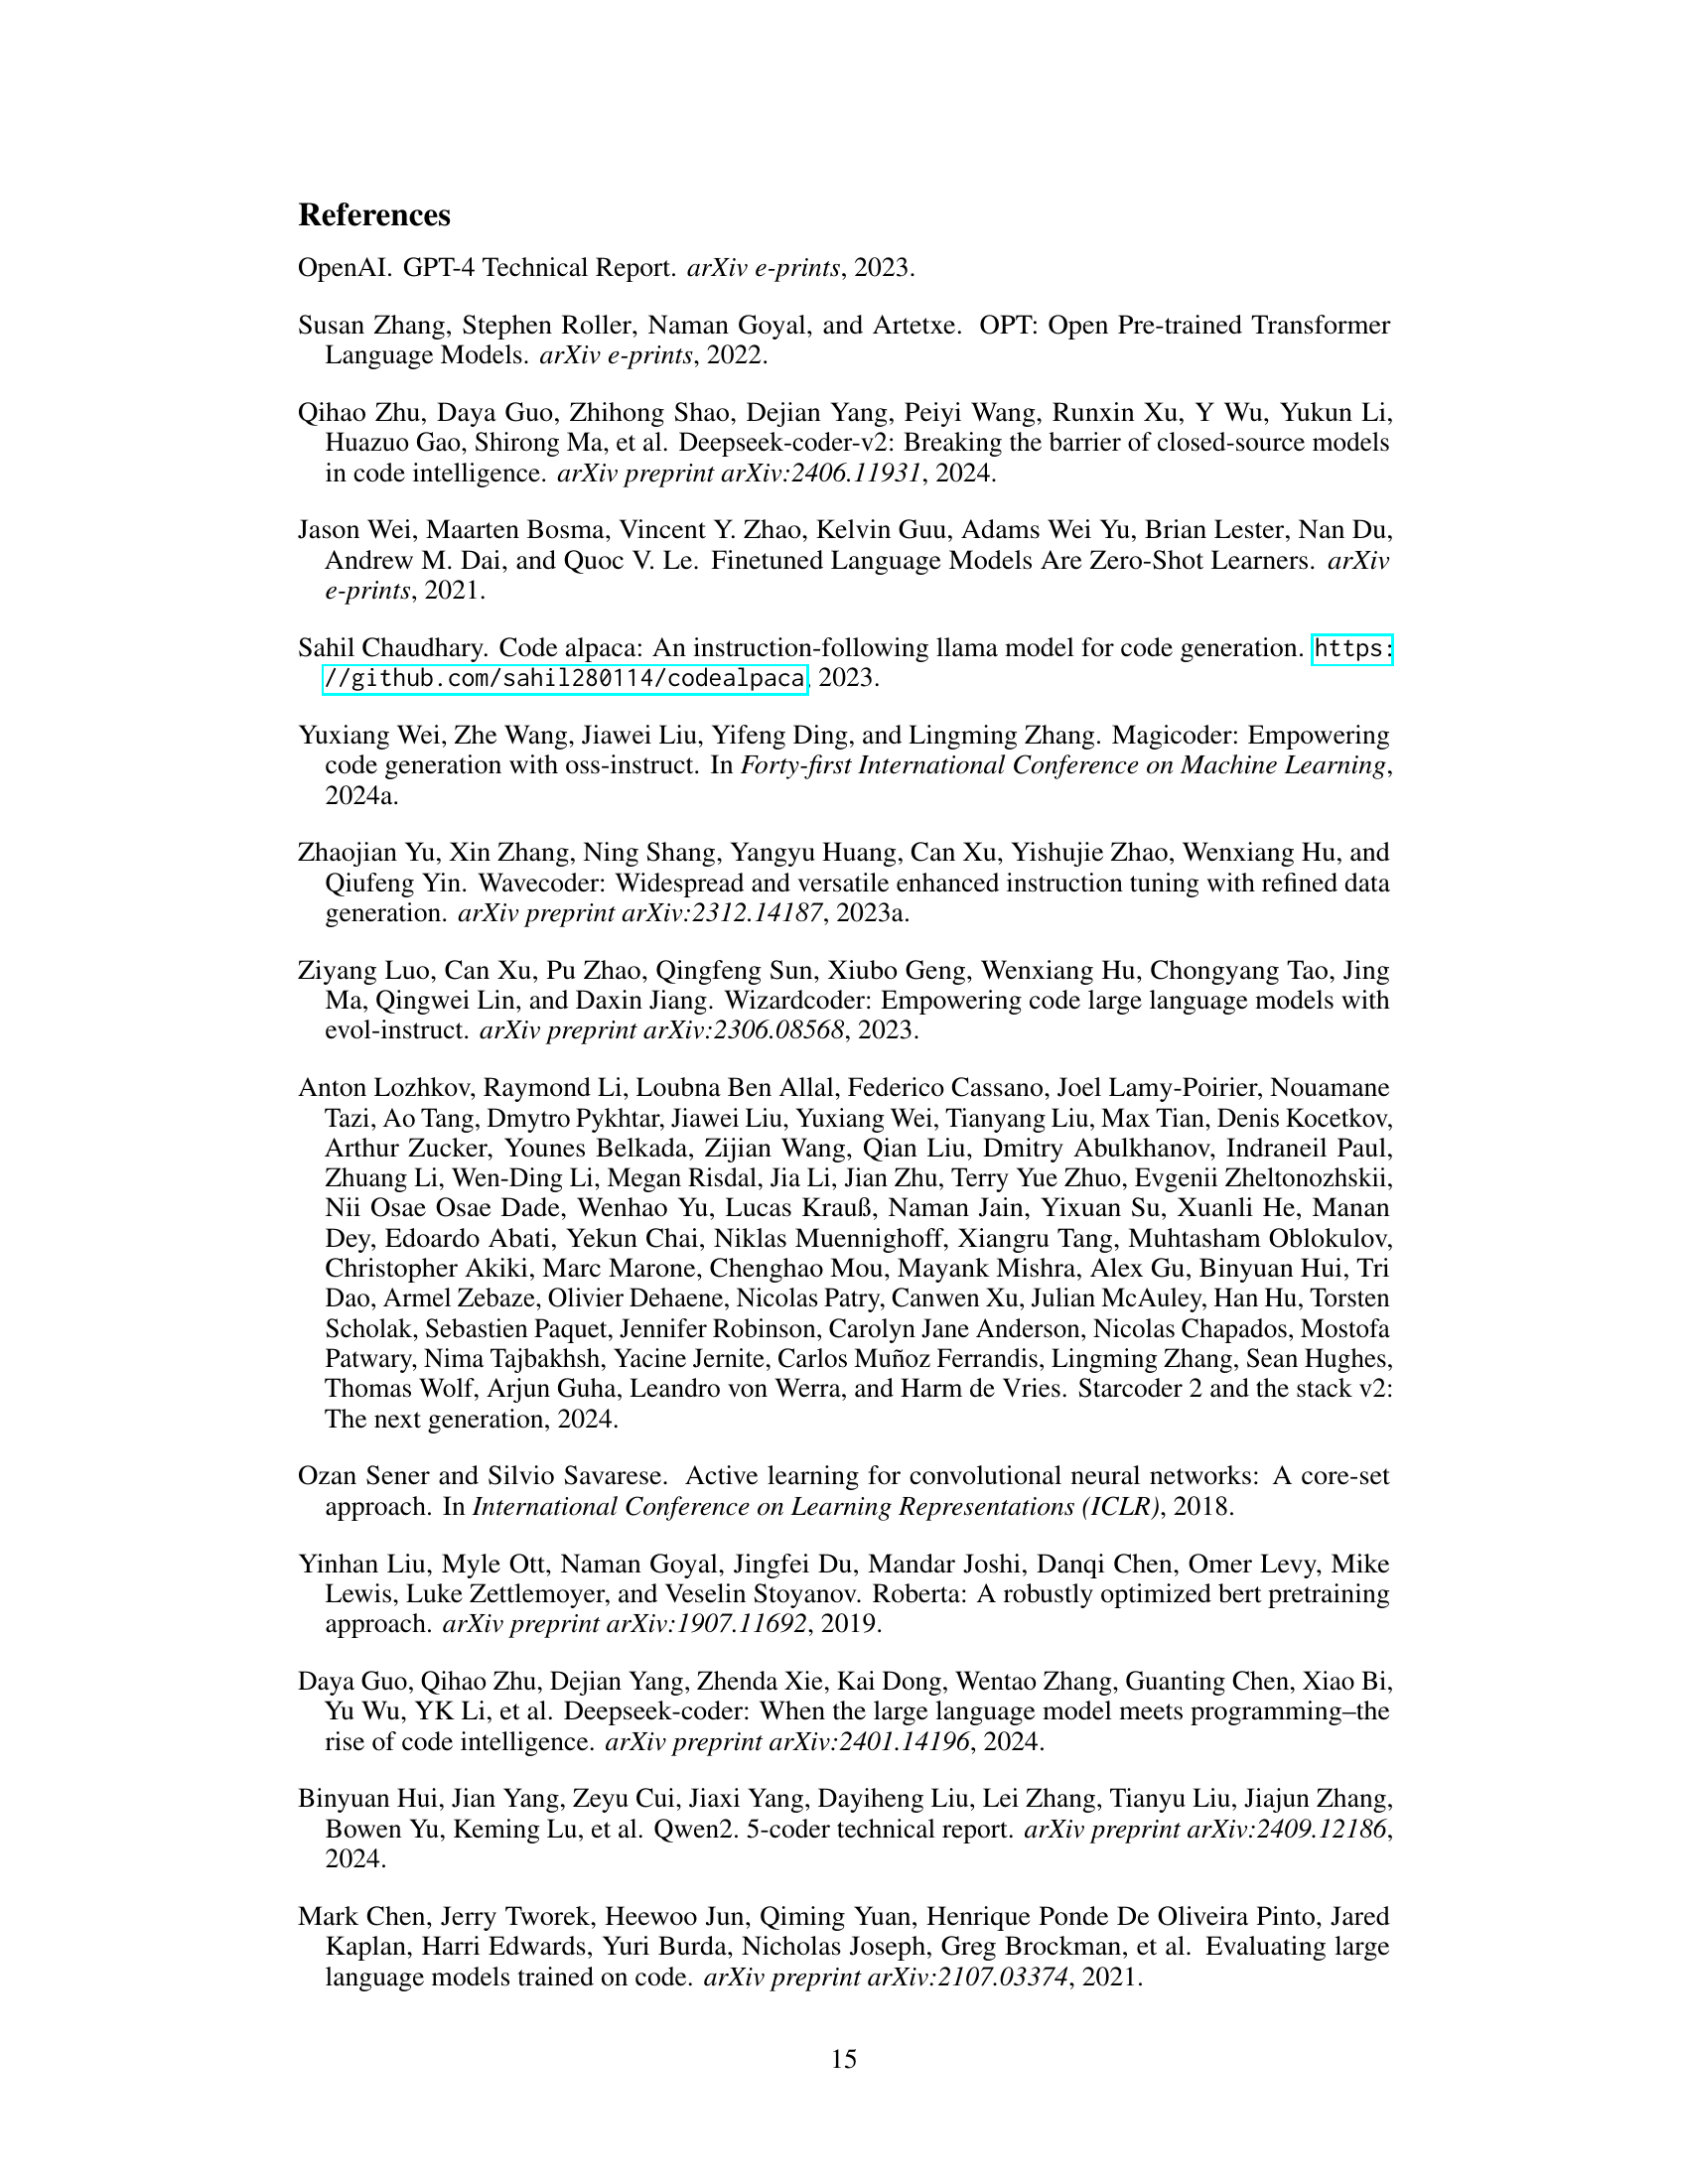 References
OpenAI. GPT-4 Technical Report. arXiv e-prints, 2023.
Susan Zhang, Stephen Roller, Naman Goyal, and Artetxe. OPT: Open Pre-trained Transformer
Language Models. arXiv e-prints, 2022.
Qihao Zhu, Daya Guo, Zhihong Shao, Dejian Yang, Peiyi Wang, Runxin Xu, Y Wu, Yukun Li,
Huazuo Gao, Shirong Ma, et al. Deepseek-coder-v2: Breaking the barrier of closed-source models
in code intelligence. arXiv preprint arXiv:2406.11931, 2024.
Jason Wei, Maarten Bosma, Vincent Y. Zhao, Kelvin Guu, Adams Wei Yu, Brian Lester, Nan Du,
Andrew M. Dai, and Quoc V. Le. Finetuned Language Models Are Zero-Shot Learners. arXiv
e-prints, 2021.
Sahil Chaudhary. Code alpaca: An instruction-following llama model for code generation. https:
//github.com/sahil280114/codealpaca, 2023.
Yuxiang Wei, Zhe Wang, Jiawei Liu, Yifeng Ding, and Lingming Zhang. Magicoder: Empowering
code generation with oss-instruct. In Forty-first International Conference on Machine Learning,
2024a.
Zhaojian Yu, Xin Zhang, Ning Shang, Yangyu Huang, Can Xu, Yishujie Zhao, Wenxiang Hu, and
Qiufeng Yin. Wavecoder: Widespread and versatile enhanced instruction tuning with refined data
generation. arXiv preprint arXiv:2312.14187, 2023a.
Ziyang Luo, Can Xu, Pu Zhao, Qingfeng Sun, Xiubo Geng, Wenxiang Hu, Chongyang Tao, Jing
Ma, Qingwei Lin, and Daxin Jiang. Wizardcoder: Empowering code large language models with
evol-instruct. arXiv preprint arXiv:2306.08568, 2023.
Anton Lozhkov, Raymond Li, Loubna Ben Allal, Federico Cassano, Joel Lamy-Poirier, Nouamane
Tazi, Ao Tang, Dmytro Pykhtar, Jiawei Liu, Yuxiang Wei, Tianyang Liu, Max Tian, Denis Kocetkov,
Arthur Zucker, Younes Belkada, Zijian Wang, Qian Liu, Dmitry Abulkhanov, Indraneil Paul,
Zhuang Li, Wen-Ding Li, Megan Risdal, Jia Li, Jian Zhu, Terry Yue Zhuo, Evgenii Zheltonozhskii,
Nii Osae Osae Dade, Wenhao Yu, Lucas Krauß, Naman Jain, Yixuan Su, Xuanli He, Manan
Dey, Edoardo Abati, Yekun Chai, Niklas Muennighoff, Xiangru Tang, Muhtasham Oblokulov,
Christopher Akiki, Marc Marone, Chenghao Mou, Mayank Mishra, Alex Gu, Binyuan Hui, Tri
Dao, Armel Zebaze, Olivier Dehaene, Nicolas Patry, Canwen Xu, Julian McAuley, Han Hu, Torsten
Scholak, Sebastien Paquet, Jennifer Robinson, Carolyn Jane Anderson, Nicolas Chapados, Mostofa
Patwary, Nima Tajbakhsh, Yacine Jernite, Carlos Muñoz Ferrandis, Lingming Zhang, Sean Hughes,
Thomas Wolf, Arjun Guha, Leandro von Werra, and Harm de Vries. Starcoder 2 and the stack v2:
The next generation, 2024.
Ozan Sener and Silvio Savarese. Active learning for convolutional neural networks: A core-set
approach. In International Conference on Learning Representations (ICLR), 2018.
Yinhan Liu, Myle Ott, Naman Goyal, Jingfei Du, Mandar Joshi, Danqi Chen, Omer Levy, Mike
Lewis, Luke Zettlemoyer, and Veselin Stoyanov. Roberta: A robustly optimized bert pretraining
approach. arXiv preprint arXiv:1907.11692, 2019.
Daya Guo, Qihao Zhu, Dejian Yang, Zhenda Xie, Kai Dong, Wentao Zhang, Guanting Chen, Xiao Bi,
Yu Wu, YK Li, et al. Deepseek-coder: When the large language model meets programming–the
rise of code intelligence. arXiv preprint arXiv:2401.14196, 2024.
Binyuan Hui, Jian Yang, Zeyu Cui, Jiaxi Yang, Dayiheng Liu, Lei Zhang, Tianyu Liu, Jiajun Zhang,
Bowen Yu, Keming Lu, et al. Qwen2. 5-coder technical report. arXiv preprint arXiv:2409.12186,
2024.
Mark Chen, Jerry Tworek, Heewoo Jun, Qiming Yuan, Henrique Ponde De Oliveira Pinto, Jared
Kaplan, Harri Edwards, Yuri Burda, Nicholas Joseph, Greg Brockman, et al. Evaluating large
language models trained on code. arXiv preprint arXiv:2107.03374, 2021.
15